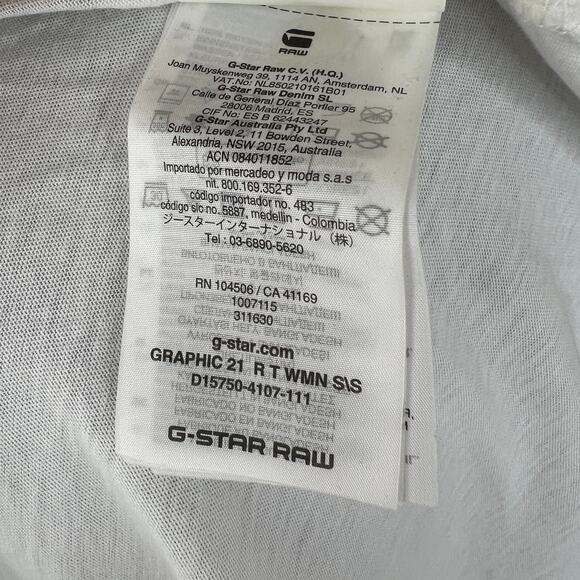 G
RAW
G-Star Raw C.V. (H.Q.)
Joan Muyskenweg 39, 1114 AN, Amsterdam, NL
VAT.No: NL850210161B01
G-Star Raw Denim SL
Calle de General Díaz Porlier 95
28006 Madrid, ES
CIF No: ES B 62443247
G-Star Australia Pty Ltd
Suite 3, Level 2, 11 Bowden Street,
Alexandria, NSW 2015, Australia
ACN 084011852
Importado por mercadeo y moda s.a.s
nit. 800.169.352-6
código importador no. 483
código sic no. 5887, medellin - Colombia
ジースターインターナショナル（株）
Tel : 03-6890-5620
RN 104506 / CA 41169
1007115
311630
g-star.com
GRAPHIC 21 R T WMN S\S
D15750-4107-111
G-STAR RAW